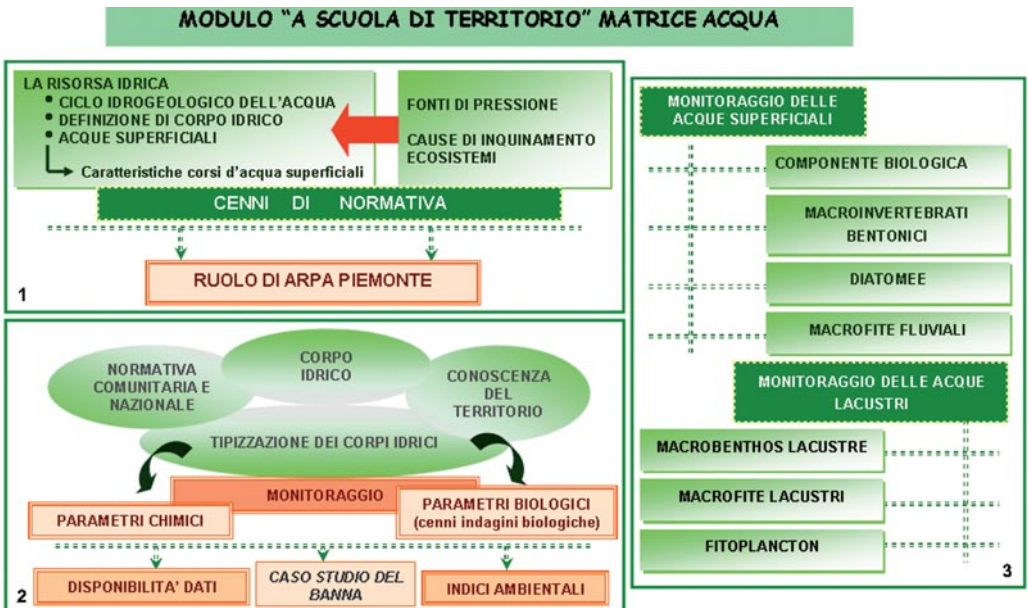 MODULO “A SCUOLA DI TERRITORIO” MATRICE ACQUA
LA RISORSA IDRICA
• CICLO IDROGEOLOGICO DELL'ACQUA
• DEFINIZIONE DI CORPO IDRICO
• ACQUE SUPERFICIALI
Caratteristiche corsi d'acqua superficiali
FONTI DI PRESSIONE
CAUSE DI INQUINAMENTO
ECOSISTEMI
CENNI DI NORMATIVA
RUOLO DI ARPA PIEMONTE
1
NORMATIVA
COMUNITARIA E
NAZIONALE
CORPO
IDRICO
CONOSCENZA
DEL
TERRITORIO
TIPIZZAZIONE DEI CORPI IDRICI
MONITORAGGIO
PARAMETRI CHIMICI
PARAMETRI BIOLOGICI
(cenni indagini biologiche)
DISPONIBILITA' DATI
CASO STUDIO DEL
BANNA
INDICI AMBIENTALI
2
MONITORAGGIO DELLE
ACQUE SUPERFICIALI
COMPONENTE BIOLOGICA
MACROINVERTEBRATI
BENTONICI
DIATOMEE
MACROFITE FLUVIALI
MONITORAGGIO DELLE ACQUE
LACUSTRI
MACROBENTHOS LACUSTRE
MACROFITE LACUSTRI
FITOPLANCTON
3